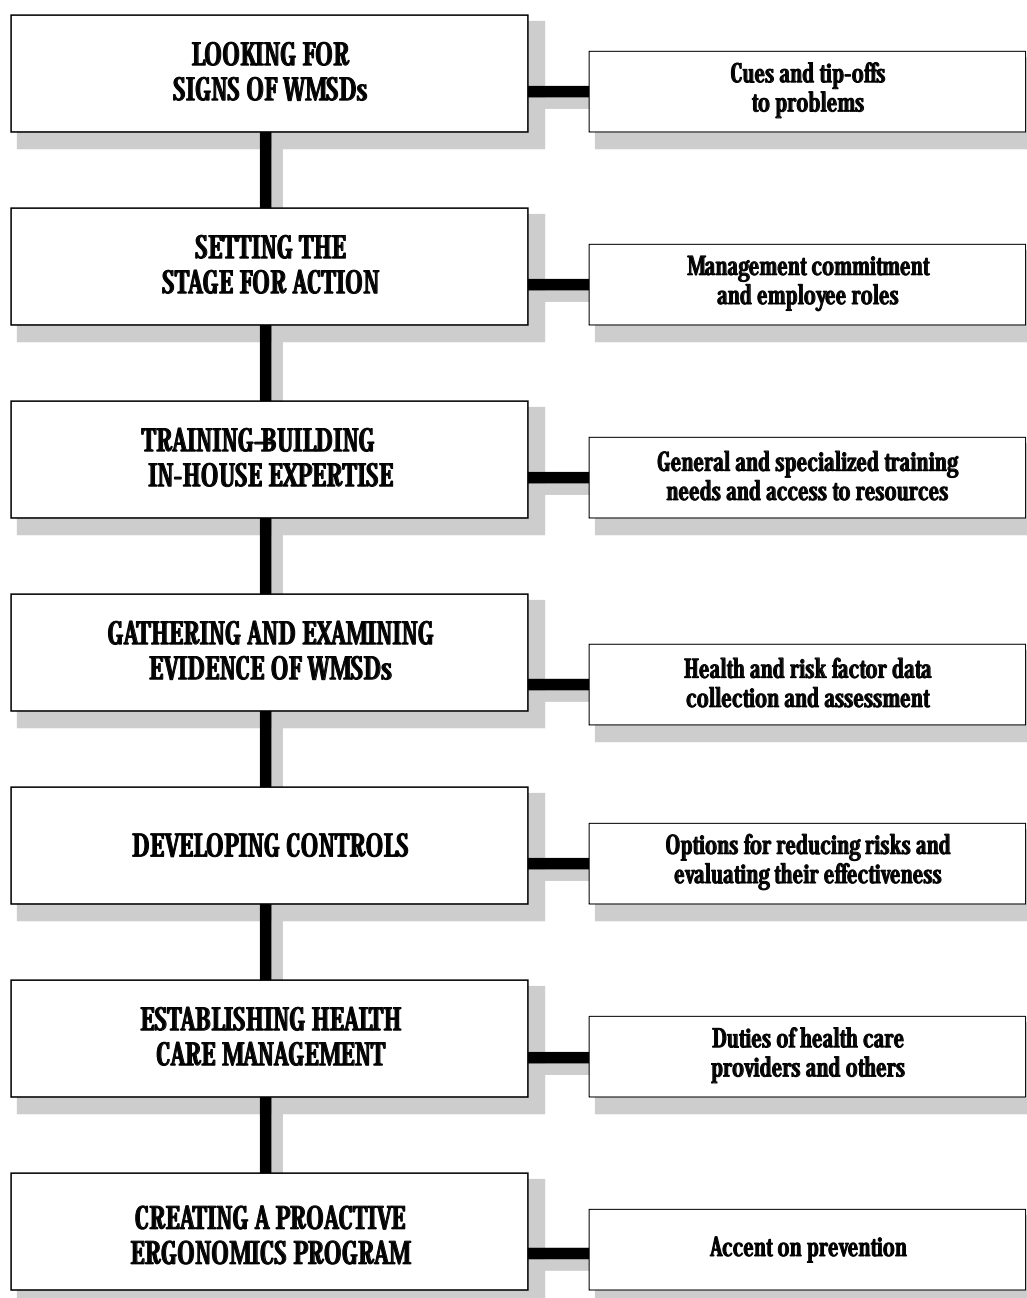 LOOKING FOR
SIGNS OF WMSDs
Cues and tip-offs
to problems
SETTING THE
STAGE FOR ACTION
Management commitment
and employee roles
TRAINING–BUILDING
IN-HOUSE EXPERTISE
General and specialized training
needs and access to resources
GATHERING AND EXAMINING
EVIDENCE OF WMSDs
Health and risk factor data
collection and assessment
DEVELOPING CONTROLS
Options for reducing risks and
evaluating their effectiveness
ESTABLISHING HEALTH
CARE MANAGEMENT
Duties of health care
providers and others
CREATING A PROACTIVE
ERGONOMICS PROGRAM
Accent on prevention